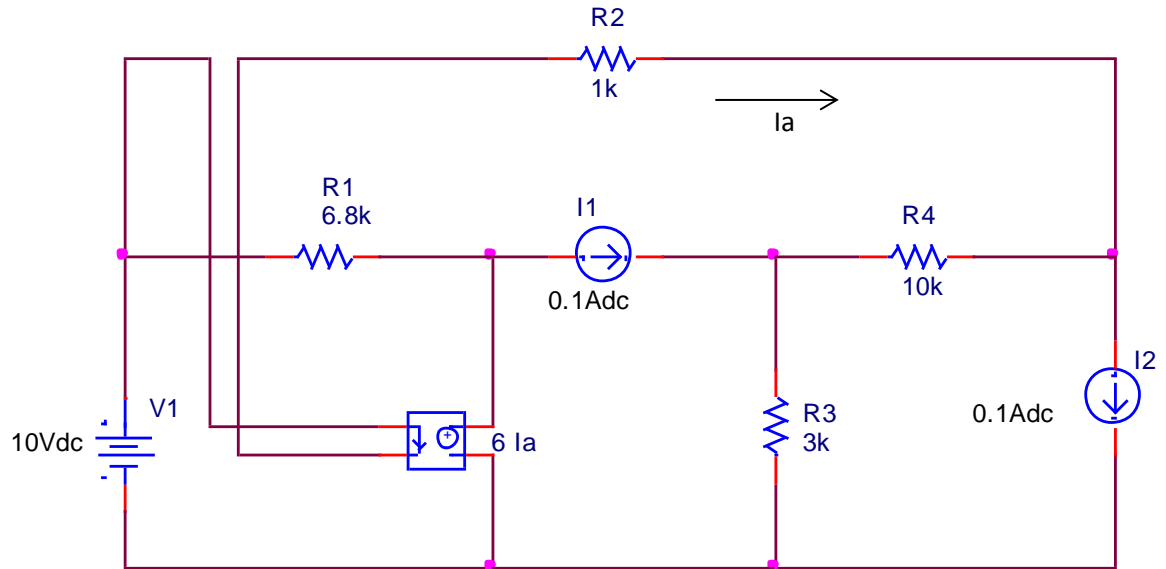 R2
1k
Ia
R1
6.8k
I1
0.1Adc
R4
10k
V1
10Vdc
6 Ia
+
R3
3k
I2
0.1Adc